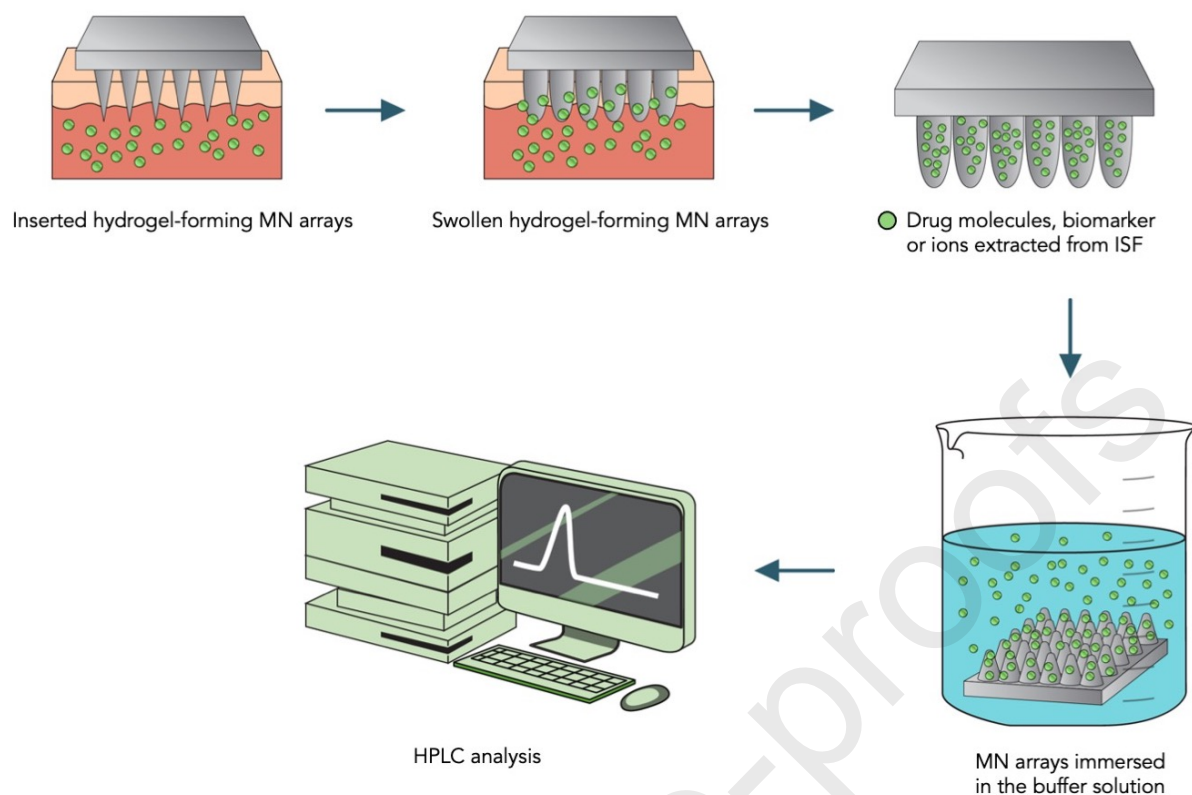 Inserted hydrogel-forming MN arrays
Swollen hydrogel-forming MN arrays
Drug molecules, biomarker
or ions extracted from ISF
MN arrays immersed
in the buffer solution
HPLC analysis
-proofs